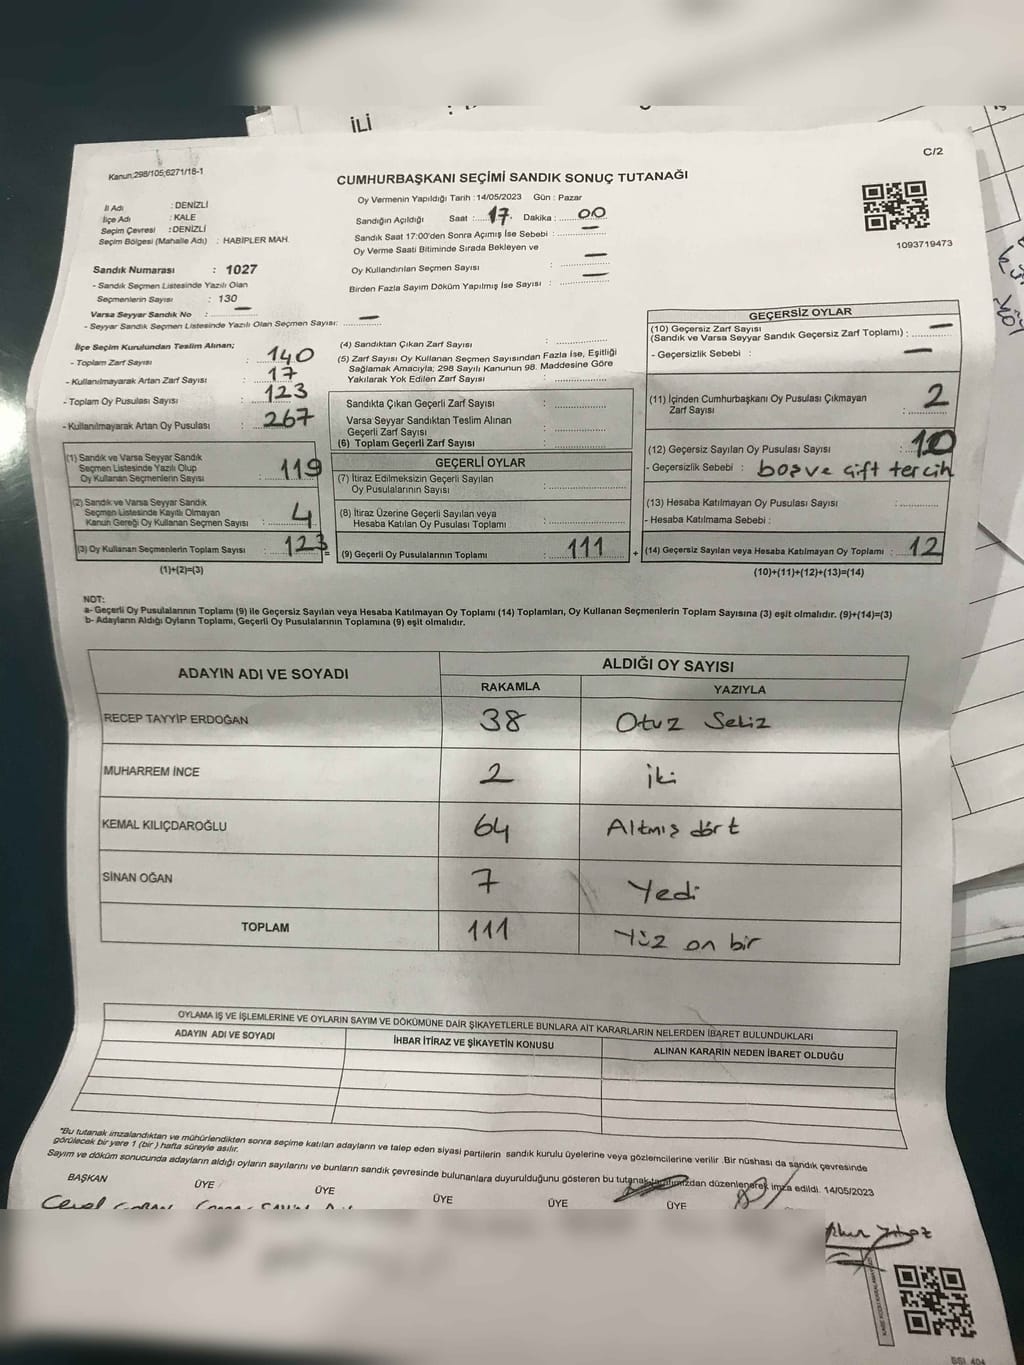 İLİ
C/2
Kanun:298/105;6271/18-1
CUMHURBAŞKANI SEÇİMİ SANDIK SONUÇ TUTANAĞI
Oy Vermenin Yapıldığı Tarih : 14/05/2023 Gün : Pazar
Sandığın Açıldığı Saat : 17. Dakika : 00
Sandık Saat 17:00'den Sonra Açımış İse Sebebi : —
Oy Verme Saati Bitiminde Sırada Bekleyen ve
Oy Kullandırılan Seçmen Sayısı : —
Birden Fazla Sayım Döküm Yapılmış İse Sayısı : —
1093719473
İl Adı : DENİZLİ
İlçe Adı : KALE
Seçim Çevresi : DENİZLİ
Seçim Bölgesi (Mahalle Adı) : HABİPLER MAH.
Sandık Numarası : 1027
- Sandık Seçmen Listesinde Yazılı Olan
Seçmenlerin Sayısı : 130
Varsa Seyyar Sandık No : —
- Seyyar Sandık Seçmen Listesinde Yazılı Olan Seçmen Sayısı: —
İlçe Seçim Kurulundan Teslim Alınan;
- Toplam Zarf Sayısı : 140
- Kullanılmayarak Artan Zarf Sayısı : 17
- Toplam Oy Pusulası Sayısı : 123
- Kullanılmayarak Artan Oy Pusulası : 267
(1) Sandık ve Varsa Seyyar Sandık
Seçmen Listesinde Yazılı Olup
Oy Kullanan Seçmenlerin Sayısı : 119
(2) Sandık ve Varsa Seyyar Sandık
Seçmen Listesinde Kayıtlı Olmayan
Kanun Gereği Oy Kullanan Seçmen Sayısı : 4
(3) Oy Kullanan Seçmenlerin Toplam Sayısı : 123
(1)+(2)=(3)
(4) Sandıktan Çıkan Zarf Sayısı :
(5) Zarf Sayısı Oy Kullanan Seçmen Sayısından Fazla İse, Eşitliği
Sağlamak Amacıyla; 298 Sayılı Kanunun 98. Maddesine Göre
Yakılarak Yok Edilen Zarf Sayısı :
Sandıkta Çıkan Geçerli Zarf Sayısı :
Varsa Seyyar Sandıktan Teslim Alınan
Geçerli Zarf Sayısı :
(6) Toplam Geçerli Zarf Sayısı :
GEÇERLİ OYLAR
(7) İtiraz Edilmeksizin Geçerli Sayılan
Oy Pusulalarının Sayısı :
(8) İtiraz Üzerine Geçerli Sayılan veya
Hesaba Katılan Oy Pusulası Toplamı :
(9) Geçerli Oy Pusulalarının Toplamı : 111
GEÇERSİZ OYLAR
(10) Geçersiz Zarf Sayısı
(Sandık ve Varsa Seyyar Sandık Geçersiz Zarf Toplamı) : —
- Geçersizlik Sebebi : —
(11) İçinden Cumhurbaşkanı Oy Pusulası Çıkmayan
Zarf Sayısı : 2
(12) Geçersiz Sayılan Oy Pusulası Sayısı : 10
- Geçersizlik Sebebi : boş ve çift tercih
(13) Hesaba Katılmayan Oy Pusulası Sayısı :
- Hesaba Katılmama Sebebi :
(14) Geçersiz Sayılan veya Hesaba Katılmayan Oy Toplamı : 12
(10)+(11)+(12)+(13)=(14)
NOT:
a- Geçerli Oy Pusulalarının Toplamı (9) ile Geçersiz Sayılan veya Hesaba Katılmayan Oy Toplamı (14) Toplamları, Oy Kullanan Seçmenlerin Toplam Sayısına (3) eşit olmalıdır. (9)+(14)=(3)
b- Adayların Aldığı Oyların Toplamı, Geçerli Oy Pusulalarının Toplamına (9) eşit olmalıdır.
ADAYIN ADI VE SOYADI
ALDIĞI OY SAYISI
RAKAMLA YAZIYLA
RECEP TAYYİP ERDOĞAN 38 Otuz Sekiz
MUHARREM İNCE 2 iki
KEMAL KILIÇDAROĞLU 64 Altmış dört
SİNAN OĞAN 7 Yedi
TOPLAM 111 Yüz on bir
OYLAMA İŞ VE İŞLEMLERİNE VE OYLARIN SAYIM VE DÖKÜMÜNE DAİR ŞİKAYETLERLE BUNLARA AİT KARARLARIN NELERDEN İBARET BULUNDUKLARI
ADAYIN ADI VE SOYADI İHBAR İTİRAZ VE ŞİKAYETİN KONUSU ALINAN KARARIN NEDEN İBARET OLDUĞU
*Bu tutanak imzalandıktan ve mühürlendikten sonra seçime katılan adayların ve talep eden siyasi partilerin sandık kurulu üyelerine veya gözlemcilerine verilir .Bir nüshası da sandık çevresinde
görülecek bir yere 1 (bir ) hafta süreyle asılır.
Sayım ve döküm sonucunda adayların aldığı oyların sayılarını ve bunların sandık çevresinde bulunanlara duyurulduğunu gösteren bu tutanak tarafımızdan düzenlenerek imza edildi. 14/05/2023
BAŞKAN ÜYE ÜYE ÜYE ÜYE ÜYE